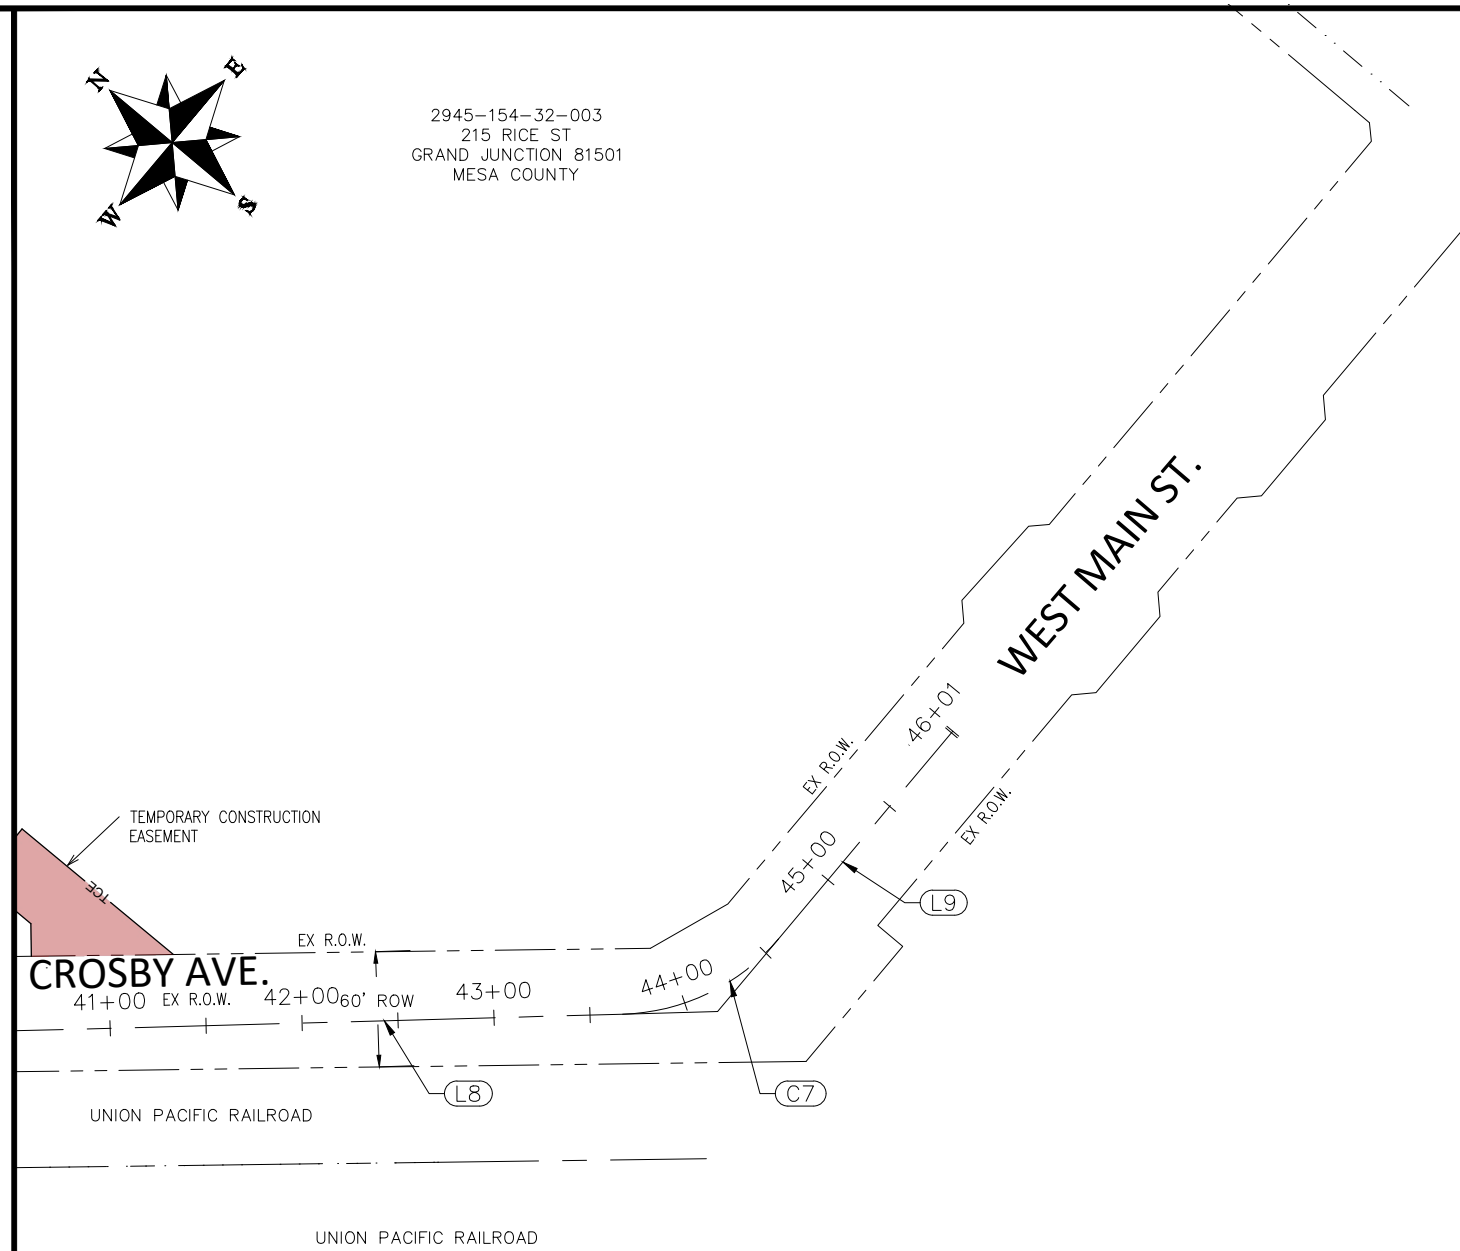 N
E
W
S
2945-154-32-003
215 RICE ST
GRAND JUNCTION 81501
MESA COUNTY
WEST MAIN ST.
46+01
EX R.O.W.
EX R.O.W.
TEMPORARY CONSTRUCTION
EASEMENT
TCE
45+00
L9
EX R.O.W.
CROSBY AVE.
41+00
EX R.O.W.
42+00
60' ROW
43+00
44+00
L8
C7
UNION PACIFIC RAILROAD
UNION PACIFIC RAILROAD